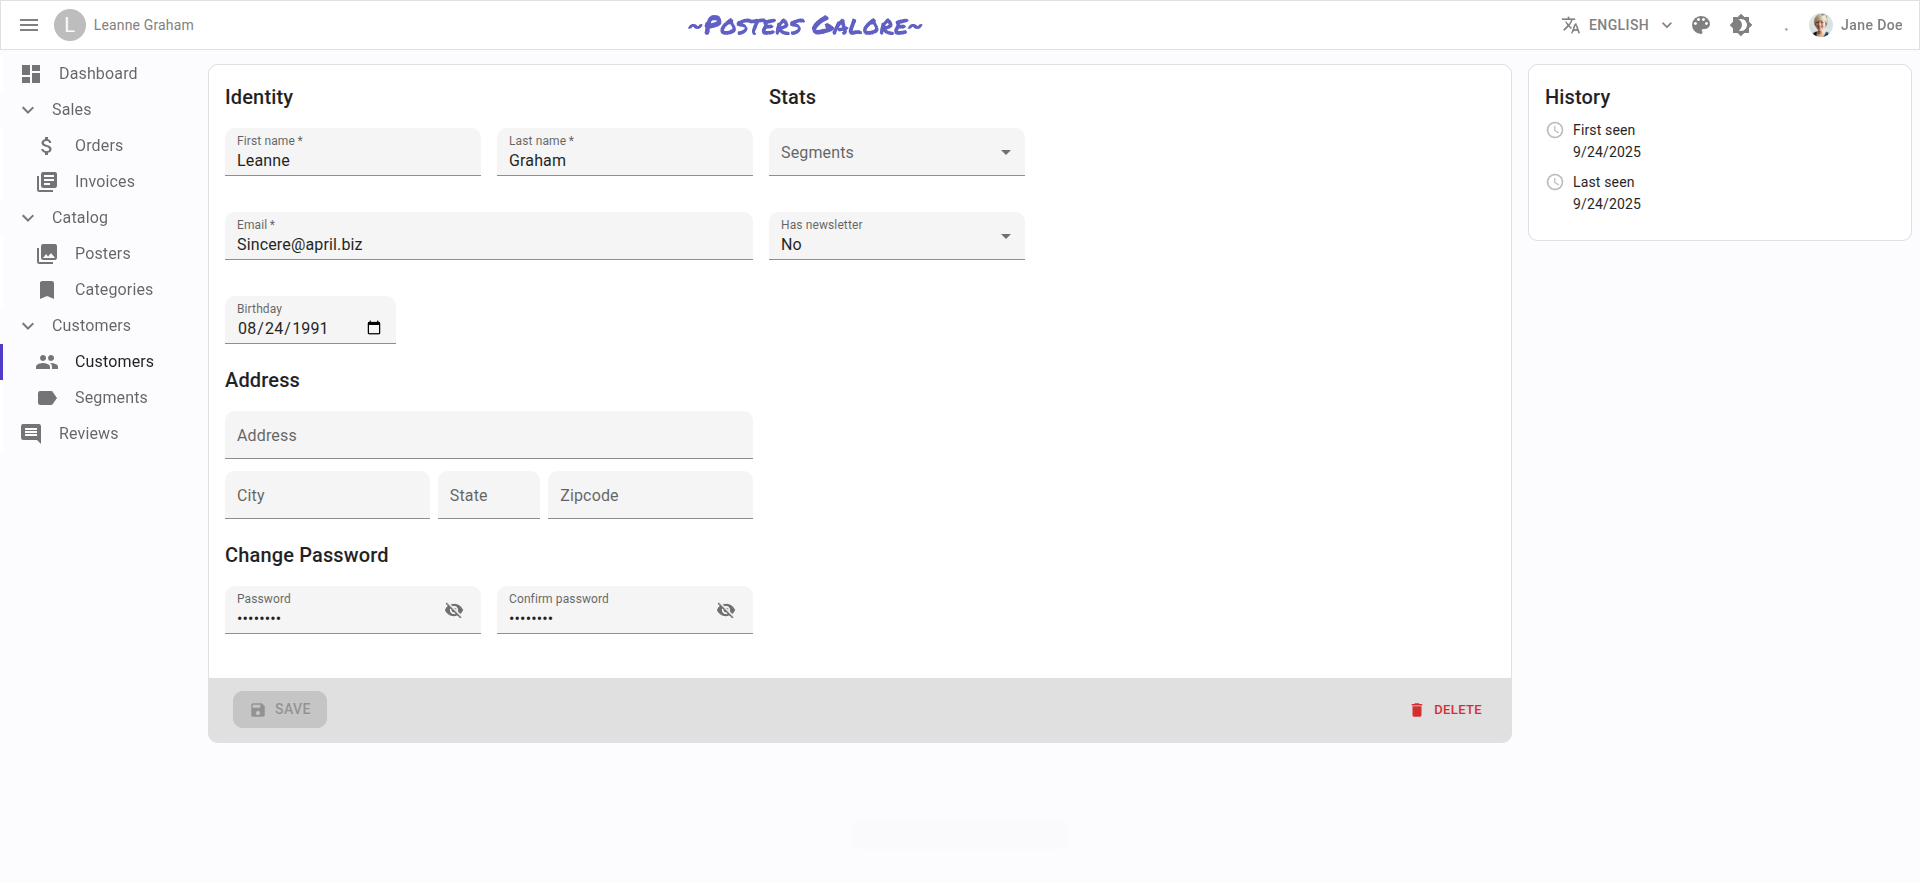 L Leanne Graham
~Posters Galore~
ENGLISH
Jane Doe
Dashboard
Sales
Orders
Invoices
Catalog
Posters
Categories
Customers
Customers
Segments
Reviews
Identity
First name *
Leanne
Last name *
Graham
Email *
Sincere@april.biz
Birthday
08/24/1991
Stats
Segments
Has newsletter
No
Address
Address
City
State
Zipcode
Change Password
Password
••••••••
Confirm password
••••••••
SAVE
DELETE
History
First seen
9/24/2025
Last seen
9/24/2025